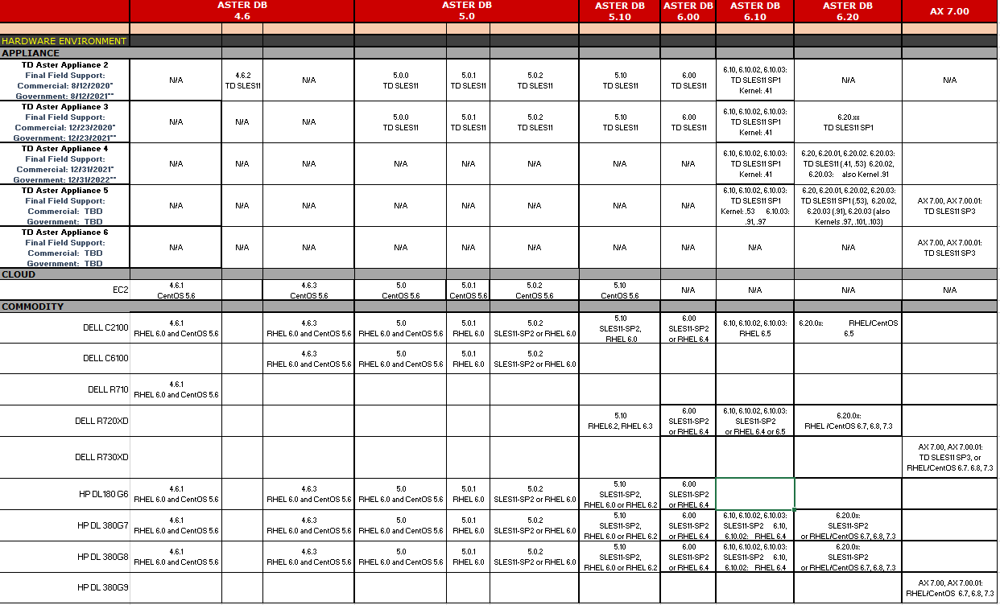 ASTER DB
4.6
ASTER DB
5.0
ASTER DB
5.10
ASTER DB
6.00
ASTER DB
6.10
ASTER DB
6.20
AX 7.00
HARDWARE ENVIRONMENT
APPLIANCE
TD Aster Appliance 2
Final Field Support:
Commercial: 8/12/2020*
Government: 8/12/2021**
N/A
4.6.2
TD SLES11
N/A
5.0.0
TD SLES11
5.0.1
TD SLES11
5.0.2
TD SLES11
5.10
TD SLES11
6.00
TD SLES11
6.10, 6.10.02, 6.10.03:
TD SLES11 SP1
Kernel: .41
N/A
N/A
TD Aster Appliance 3
Final Field Support:
Commercial: 12/23/2020*
Government: 12/23/2021**
N/A
N/A
N/A
5.0.0
TD SLES11
5.0.1
TD SLES11
5.0.2
TD SLES11
5.10
TD SLES11
6.00
TD SLES11
6.10, 6.10.02, 6.10.03:
TD SLES11 SP1
Kernel: .41
6.20.xx
TD SLES11 SP1
TD Aster Appliance 4
Final Field Support:
Commercial: 12/31/2021*
Government: 12/31/2022**
N/A
N/A
N/A
N/A
N/A
N/A
N/A
N/A
6.10, 6.10.02, 6.10.03:
TD SLES11 SP1
Kernel: .41
6.20, 6.20.01, 6.20.02, 6.20.03:
TD SLES11 (.41, .53) 6.20.02,
6.20.03: also Kernel .91
TD Aster Appliance 5
Final Field Support:
Commercial: TBD
Government: TBD
N/A
N/A
N/A
N/A
N/A
N/A
N/A
N/A
6.10, 6.10.02, 6.10.03:
TD SLES11 SP1
Kernel: .53 6.10.03:
.91, .97
6.20, 6.20.01, 6.20.02, 6.20.03:
TD SLES11 SP1 (.53), 6.20.02,
6.20.03 (.91), 6.20.03 (also
Kernels .97, .101, .103)
AX 7.00, AX 7.00.01:
TD SLES11 SP3
TD Aster Appliance 6
Final Field Support:
Commercial: TBD
Government: TBD
N/A
N/A
N/A
N/A
N/A
N/A
N/A
N/A
N/A
N/A
AX 7.00, AX 7.00.01:
TD SLES11 SP3
CLOUD
EC2
4.6.1
CentOS 5.6
4.6.3
CentOS 5.6
5.0
CentOS 5.6
5.0.1
CentOS 5.6
5.0.2
CentOS 5.6
5.10
CentOS 5.6
N/A
N/A
N/A
N/A
COMMODITY
DELL C2100
4.6.1
RHEL 6.0 and CentOS 5.6
4.6.3
RHEL 6.0 and CentOS 5.6
5.0
RHEL 6.0 and CentOS 5.6
5.0.1
RHEL 6.0
5.0.2
SLES11-SP2 or RHEL 6.0
5.10
SLES11-SP2,
RHEL 6.0
6.00
SLES11-SP2
or RHEL 6.4
6.10, 6.10.02, 6.10.03:
RHEL 6.5
6.20.0x: RHEL/CentOS
6.5
DELL C6100
4.6.3
RHEL 6.0 and CentOS 5.6
5.0
RHEL 6.0 and CentOS 5.6
5.0.1
RHEL 6.0
5.0.2
SLES11-SP2 or RHEL 6.0
DELL R710
4.6.1
RHEL 6.0 and CentOS 5.6
DELL R720XD
5.10
RHEL6.2, RHEL 6.3
6.00
SLES11-SP2
or RHEL 6.4
6.10, 6.10.02, 6.10.03:
SLES11-SP2
or RHEL 6.4 or 6.5
6.20.0x:
RHEL /CentOS 6.7, 6.8, 7.3
DELL R730XD
AX 7.00, AX 7.00.01:
TD SLES11 SP3, or
RHEL/CentOS 6.7. 6.8, 7.3
HP DL180 G6
4.6.1
RHEL 6.0 and CentOS 5.6
4.6.3
RHEL 6.0 and CentOS 5.6
5.0
RHEL 6.0 and CentOS 5.6
5.0.1
RHEL 6.0
5.0.2
SLES11-SP2 or RHEL 6.0
5.10
SLES11-SP2,
RHEL 6.0 or RHEL 6.2
6.00
SLES11-SP2
or RHEL 6.4
HP DL 380G7
4.6.1
RHEL 6.0 and CentOS 5.6
4.6.3
RHEL 6.0 and CentOS 5.6
5.0
RHEL 6.0 and CentOS 5.6
5.0.1
RHEL 6.0
5.0.2
SLES11-SP2 or RHEL 6.0
5.10
SLES11-SP2,
RHEL 6.0 or RHEL 6.2
6.00
SLES11-SP2
or RHEL 6.4
6.10, 6.10.02, 6.10.03:
SLES11-SP2 6.10,
6.10.02: RHEL 6.4
6.20.0x:
SLES11-SP2
or RHEL/CentOS 6.7, 6.8, 7.3
HP DL 380G8
4.6.1
RHEL 6.0 and CentOS 5.6
4.6.3
RHEL 6.0 and CentOS 5.6
5.0
RHEL 6.0 and CentOS 5.6
5.0.1
RHEL 6.0
5.0.2
SLES11-SP2 or RHEL 6.0
5.10
SLES11-SP2,
RHEL 6.0 or RHEL 6.2
6.00
SLES11-SP2
or RHEL 6.4
6.10, 6.10.02, 6.10.03:
SLES11-SP2 6.10,
6.10.02: RHEL 6.4
6.20.0x:
SLES11-SP2
or RHEL/CentOS 6.7, 6.8, 7.3
HP DL 380G9
AX 7.00, AX 7.00.01:
RHEL/CentOS 6.7, 6.8, 7.3